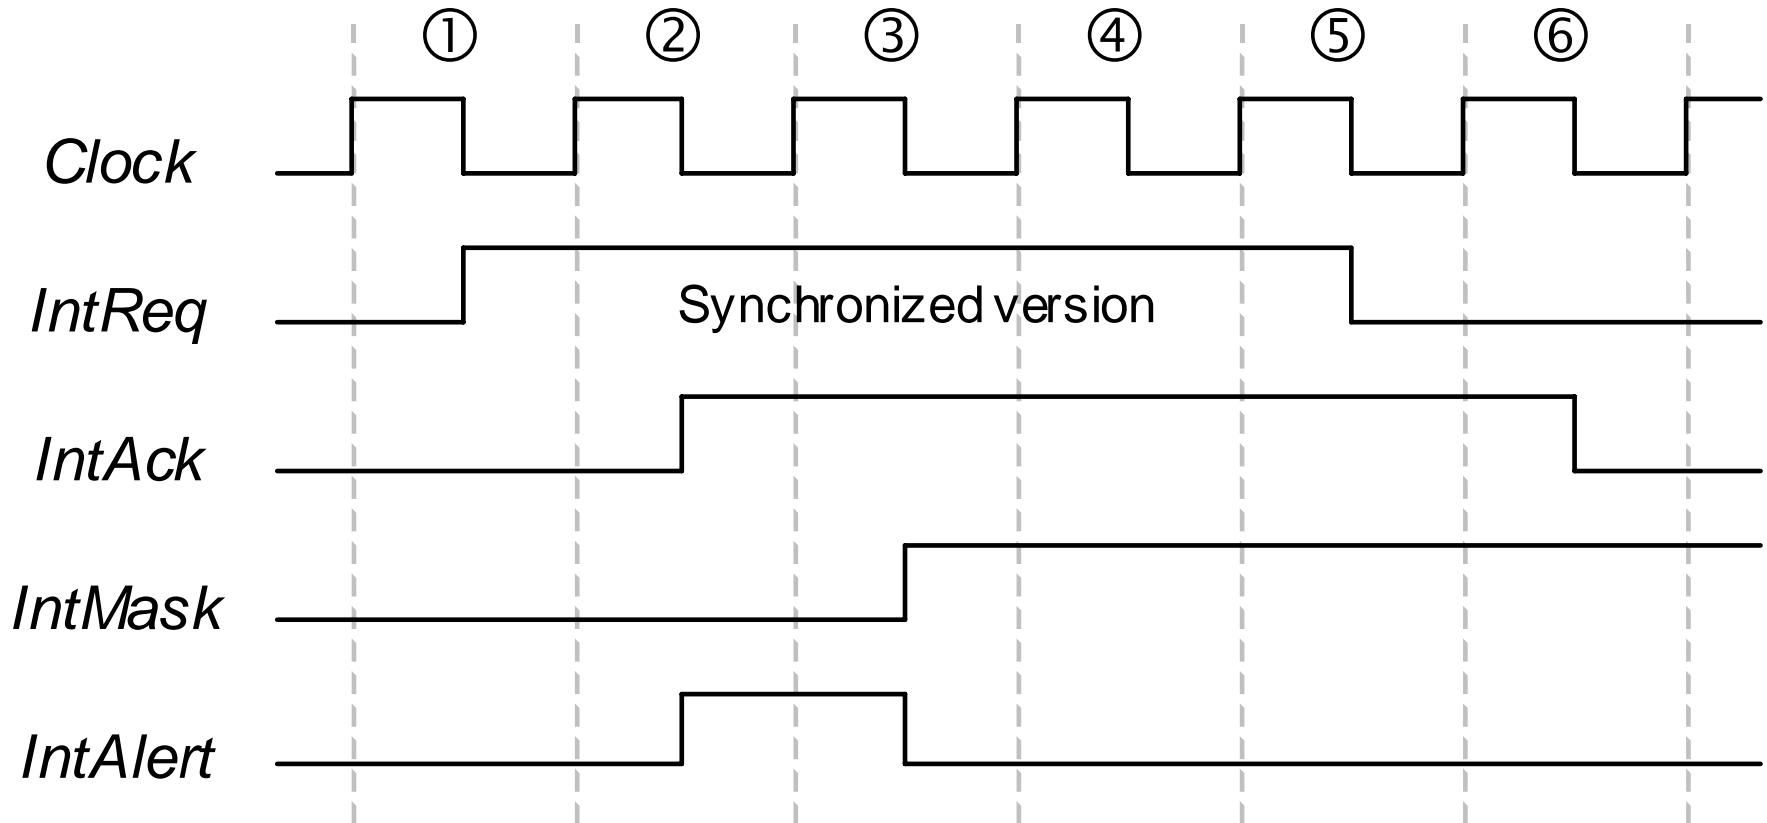 ① ② ③ ④ ⑤ ⑥
Clock
IntReq
Synchronized version
IntAck
IntMask
IntAlert